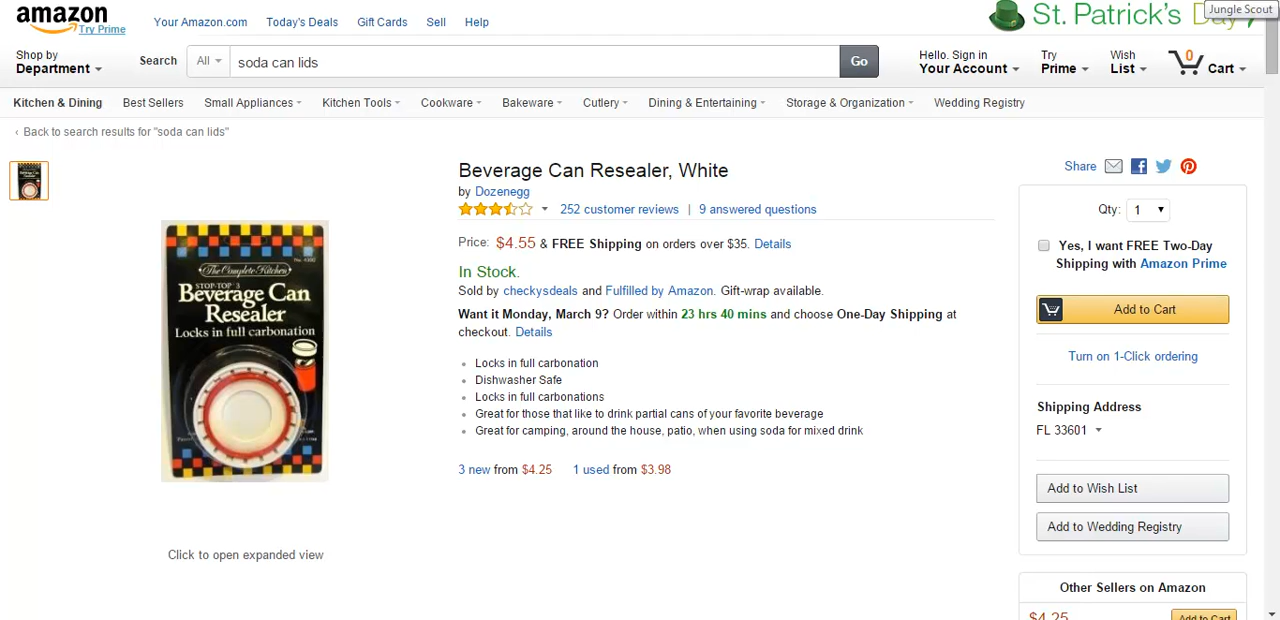 amazon
Try Prime
Your Amazon.com Today's Deals Gift Cards Sell Help
St. Patrick's Day
Jungle Scout
Shop by
Department
Search All soda can lids Go
Hello. Sign in
Your Account
Try
Prime
Wish
List
0
Cart
Kitchen & Dining Best Sellers Small Appliances Kitchen Tools Cookware Bakeware Cutlery Dining & Entertaining Storage & Organization Wedding Registry
‹ Back to search results for "soda can lids"
The Complete Kitchen
STOP-TOP
Beverage Can
Resealer
Locks in full carbonation
Click to open expanded view
Beverage Can Resealer, White
by Dozenegg
252 customer reviews | 9 answered questions
Price: $4.55 & FREE Shipping on orders over $35. Details
In Stock.
Sold by checkysdeals and Fulfilled by Amazon. Gift-wrap available.
Want it Monday, March 9? Order within 23 hrs 40 mins and choose One-Day Shipping at
checkout. Details
Locks in full carbonation
Dishwasher Safe
Locks in full carbonations
Great for those that like to drink partial cans of your favorite beverage
Great for camping, around the house, patio, when using soda for mixed drink
3 new from $4.25 1 used from $3.98
Share
Qty: 1
Yes, I want FREE Two-Day
Shipping with Amazon Prime
Add to Cart
Turn on 1-Click ordering
Shipping Address
FL 33601
Add to Wish List
Add to Wedding Registry
Other Sellers on Amazon
$4.25
Add to Cart